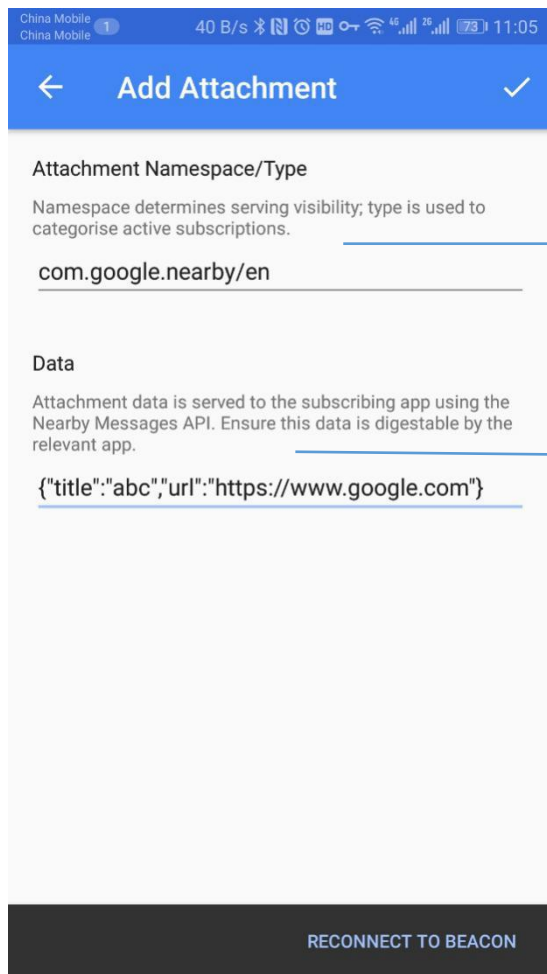 China Mobile
China Mobile 1 40 B/s HD 4G 2G 73 11:05
Add Attachment
Attachment Namespace/Type
Namespace determines serving visibility; type is used to
categorise active subscriptions.
com.google.nearby/en
Data
Attachment data is served to the subscribing app using the
Nearby Messages API. Ensure this data is digestable by the
relevant app.
{"title":"abc","url":"https://www.google.com"}
RECONNECT TO BEACON